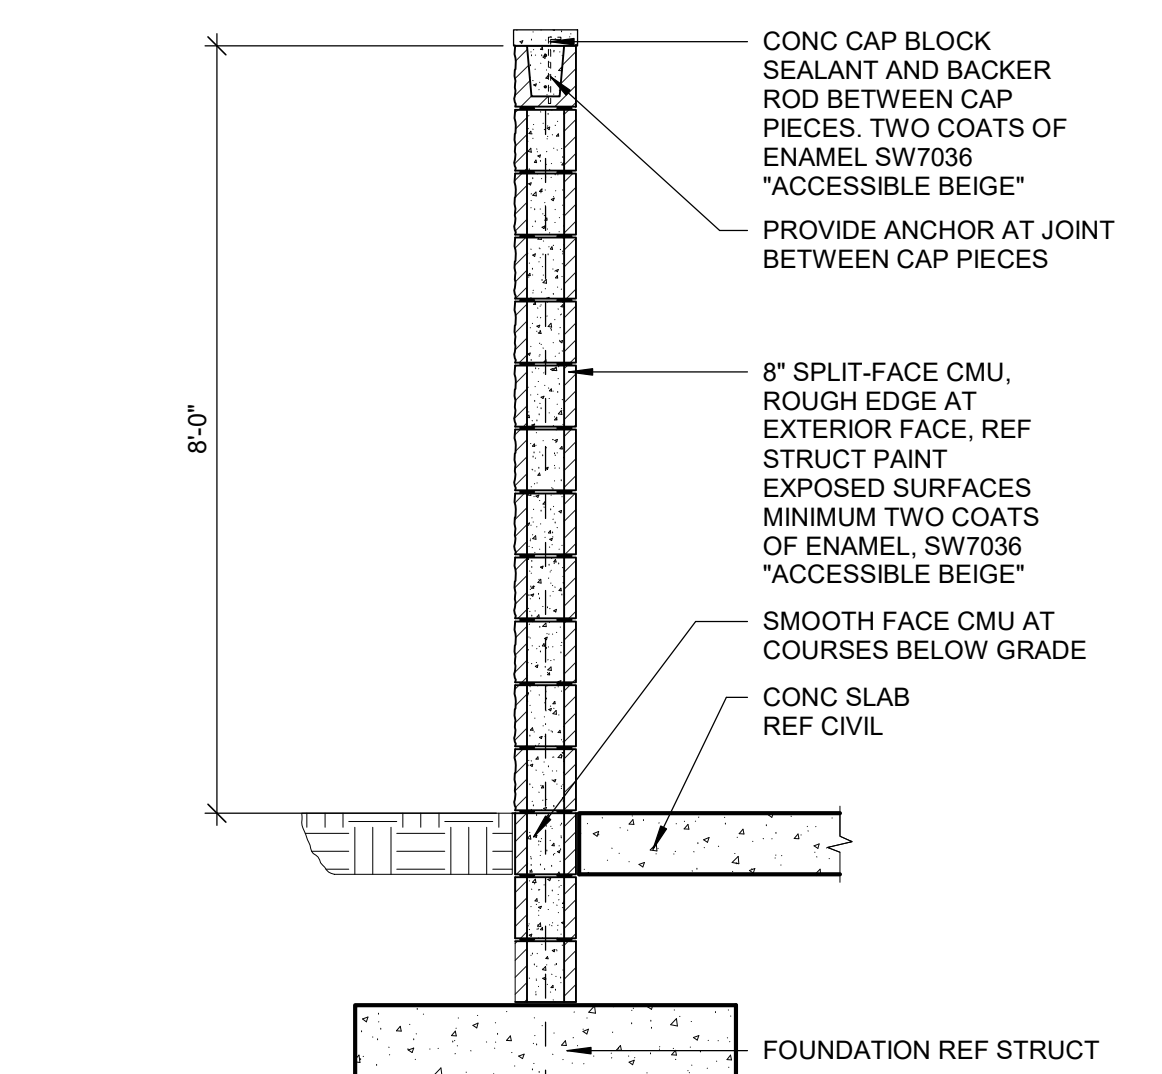 CONC CAP BLOCK
SEALANT AND BACKER
ROD BETWEEN CAP
PIECES. TWO COATS OF
ENAMEL SW7036
"ACCESSIBLE BEIGE"
PROVIDE ANCHOR AT JOINT
BETWEEN CAP PIECES
8" SPLIT-FACE CMU,
ROUGH EDGE AT
EXTERIOR FACE, REF
STRUCT PAINT
EXPOSED SURFACES
MINIMUM TWO COATS
OF ENAMEL, SW7036
"ACCESSIBLE BEIGE"
8'-0"
SMOOTH FACE CMU AT
COURSES BELOW GRADE
CONC SLAB
REF CIVIL
FOUNDATION REF STRUCT